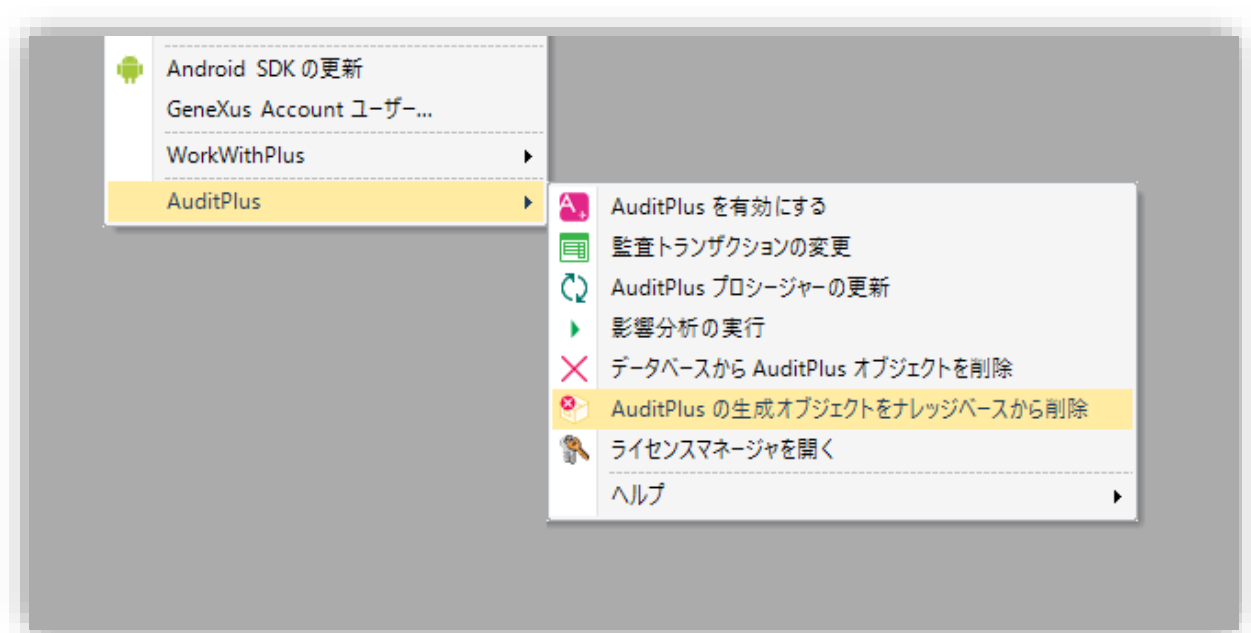 Android SDK の更新
GeneXus Account ユーザー...
WorkWithPlus
AuditPlus
AuditPlus を有効にする
監査トランザクションの変更
AuditPlus プロシージャーの更新
影響分析の実行
データベースから AuditPlus オブジェクトを削除
AuditPlus の生成オブジェクトをナレッジベースから削除
ライセンスマネージャを開く
ヘルプ